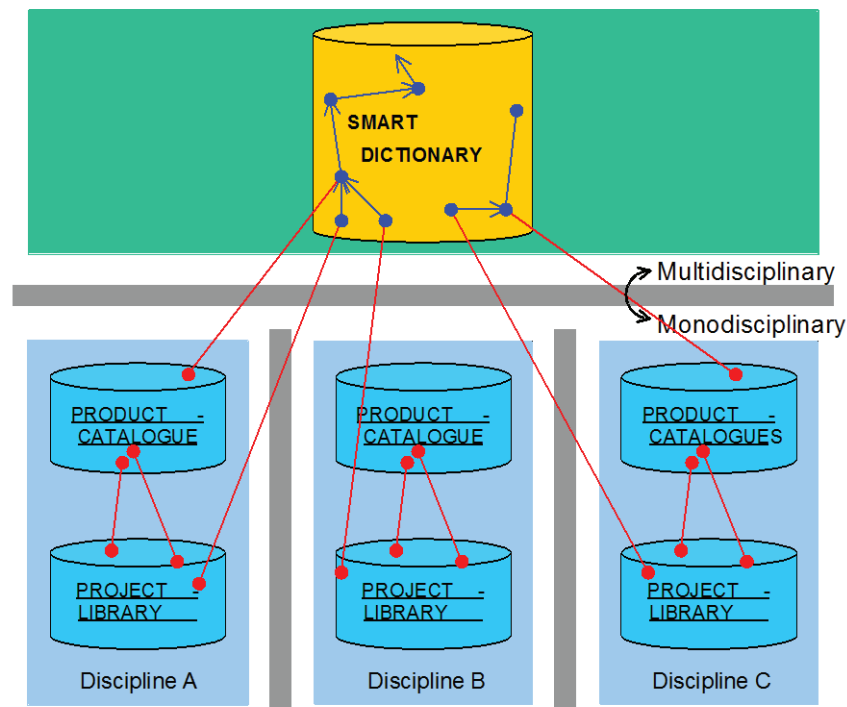 SMART
DICTIONARY
Multidisciplinary
Monodisciplinary
PRODUCT -
CATALOGUE
PROJECT -
LIBRARY
Discipline A
PRODUCT -
CATALOGUE
PROJECT -
LIBRARY
Discipline B
PRODUCT -
CATALOGUES
PROJECT -
LIBRARY
Discipline C